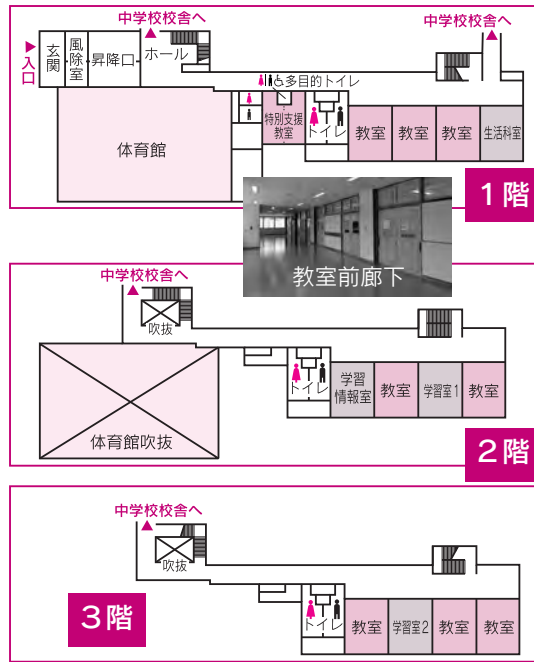 中学校校舎へ
中学校校舎へ
入口
玄関
風除室
昇降口
ホール
多目的トイレ
体育館
特別支援
教室
トイレ
教室
教室
教室
生活科室
1階
教室前廊下
中学校校舎へ
吹抜
体育館吹抜
トイレ
学習
情報室
教室
学習室1
教室
2階
中学校校舎へ
吹抜
3階
トイレ
教室
学習室2
教室
教室